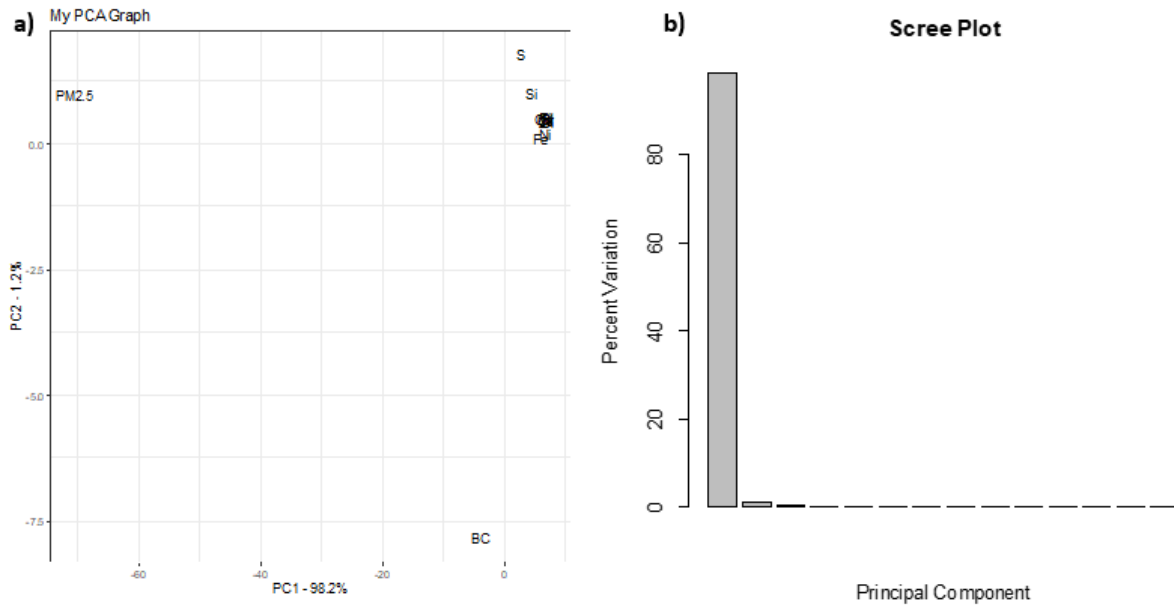 a)
My PCA Graph
S
PM2.5
Si
Fe
0.0
-2.5
-5.0
-7.5
BC
PC2 - 1.2%
-60
-40
-20
0
PC1 - 98.2%
b)
Scree Plot
80
60
40
20
0
Percent Variation
Principal Component